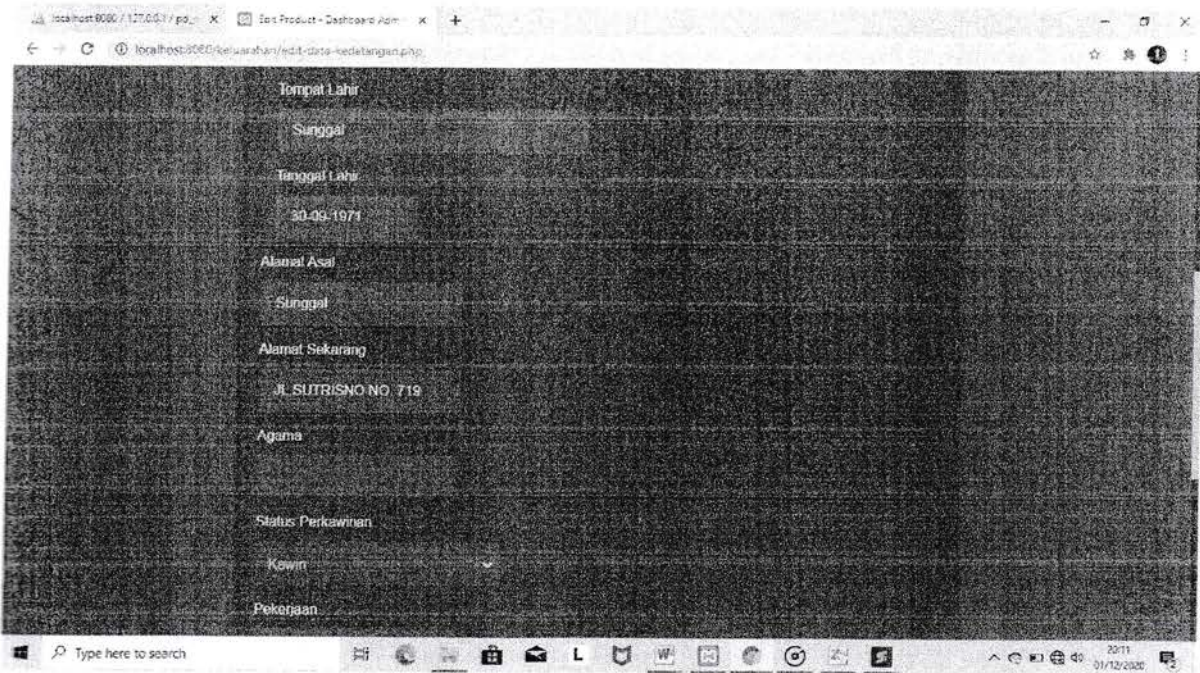 localhost:8080 / 127.0.0.1 / pd_
Edit Product - Dashboard Adm
localhost:8080/keluarahan/edit-data-kedatangan.php
Tempat Lahir
Sunggal
Tanggal Lahir
30-09-1971
Alamat Asal
Sunggal
Alamat Sekarang
JL.SUTRISNO NO. 719
Agama
Status Perkawinan
Kawin
Pekerjaan
Type here to search
20:11
01/12/2020